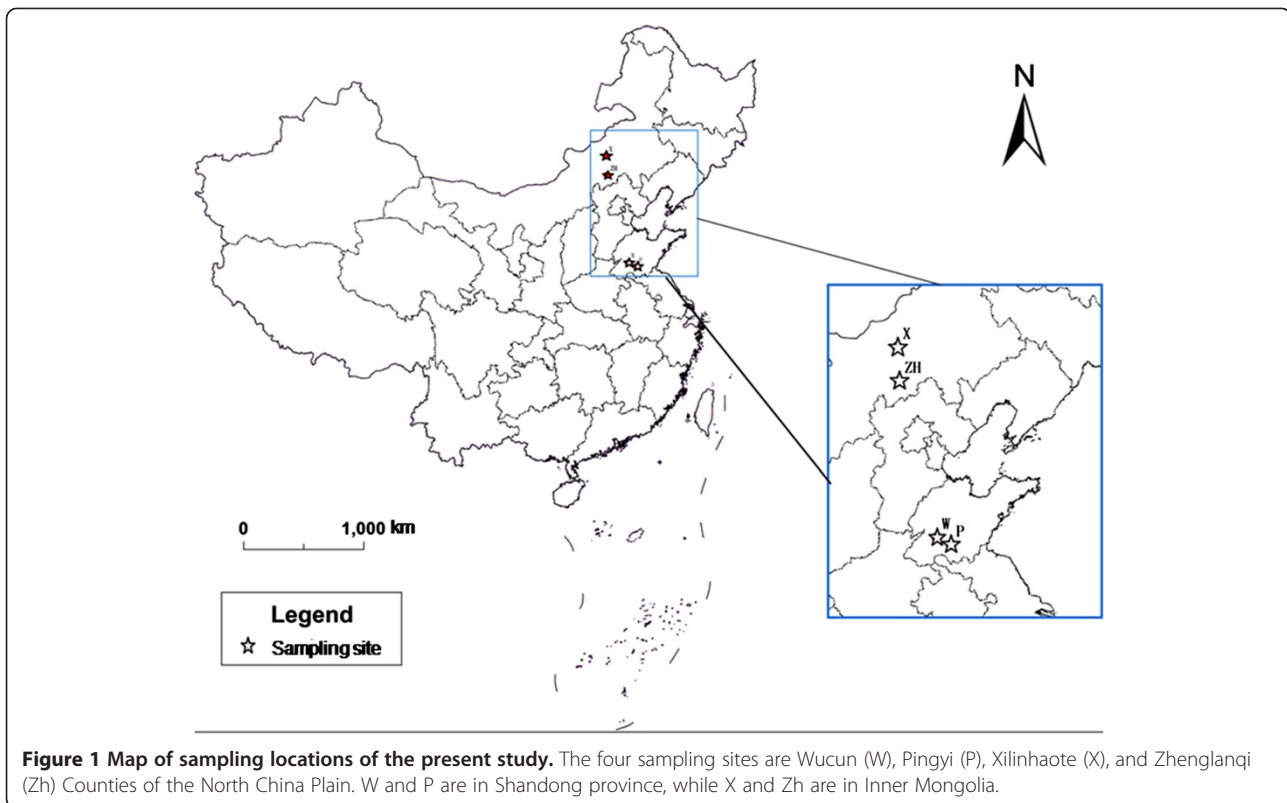 N
X
ZH
X
ZH
W
P
0 1,000 km
Legend
Sampling site
Figure 1 Map of sampling locations of the present study. The four sampling sites are Wucun (W), Pingyi (P), Xilinhaote (X), and Zhenglanqi
(Zh) Counties of the North China Plain. W and P are in Shandong province, while X and Zh are in Inner Mongolia.